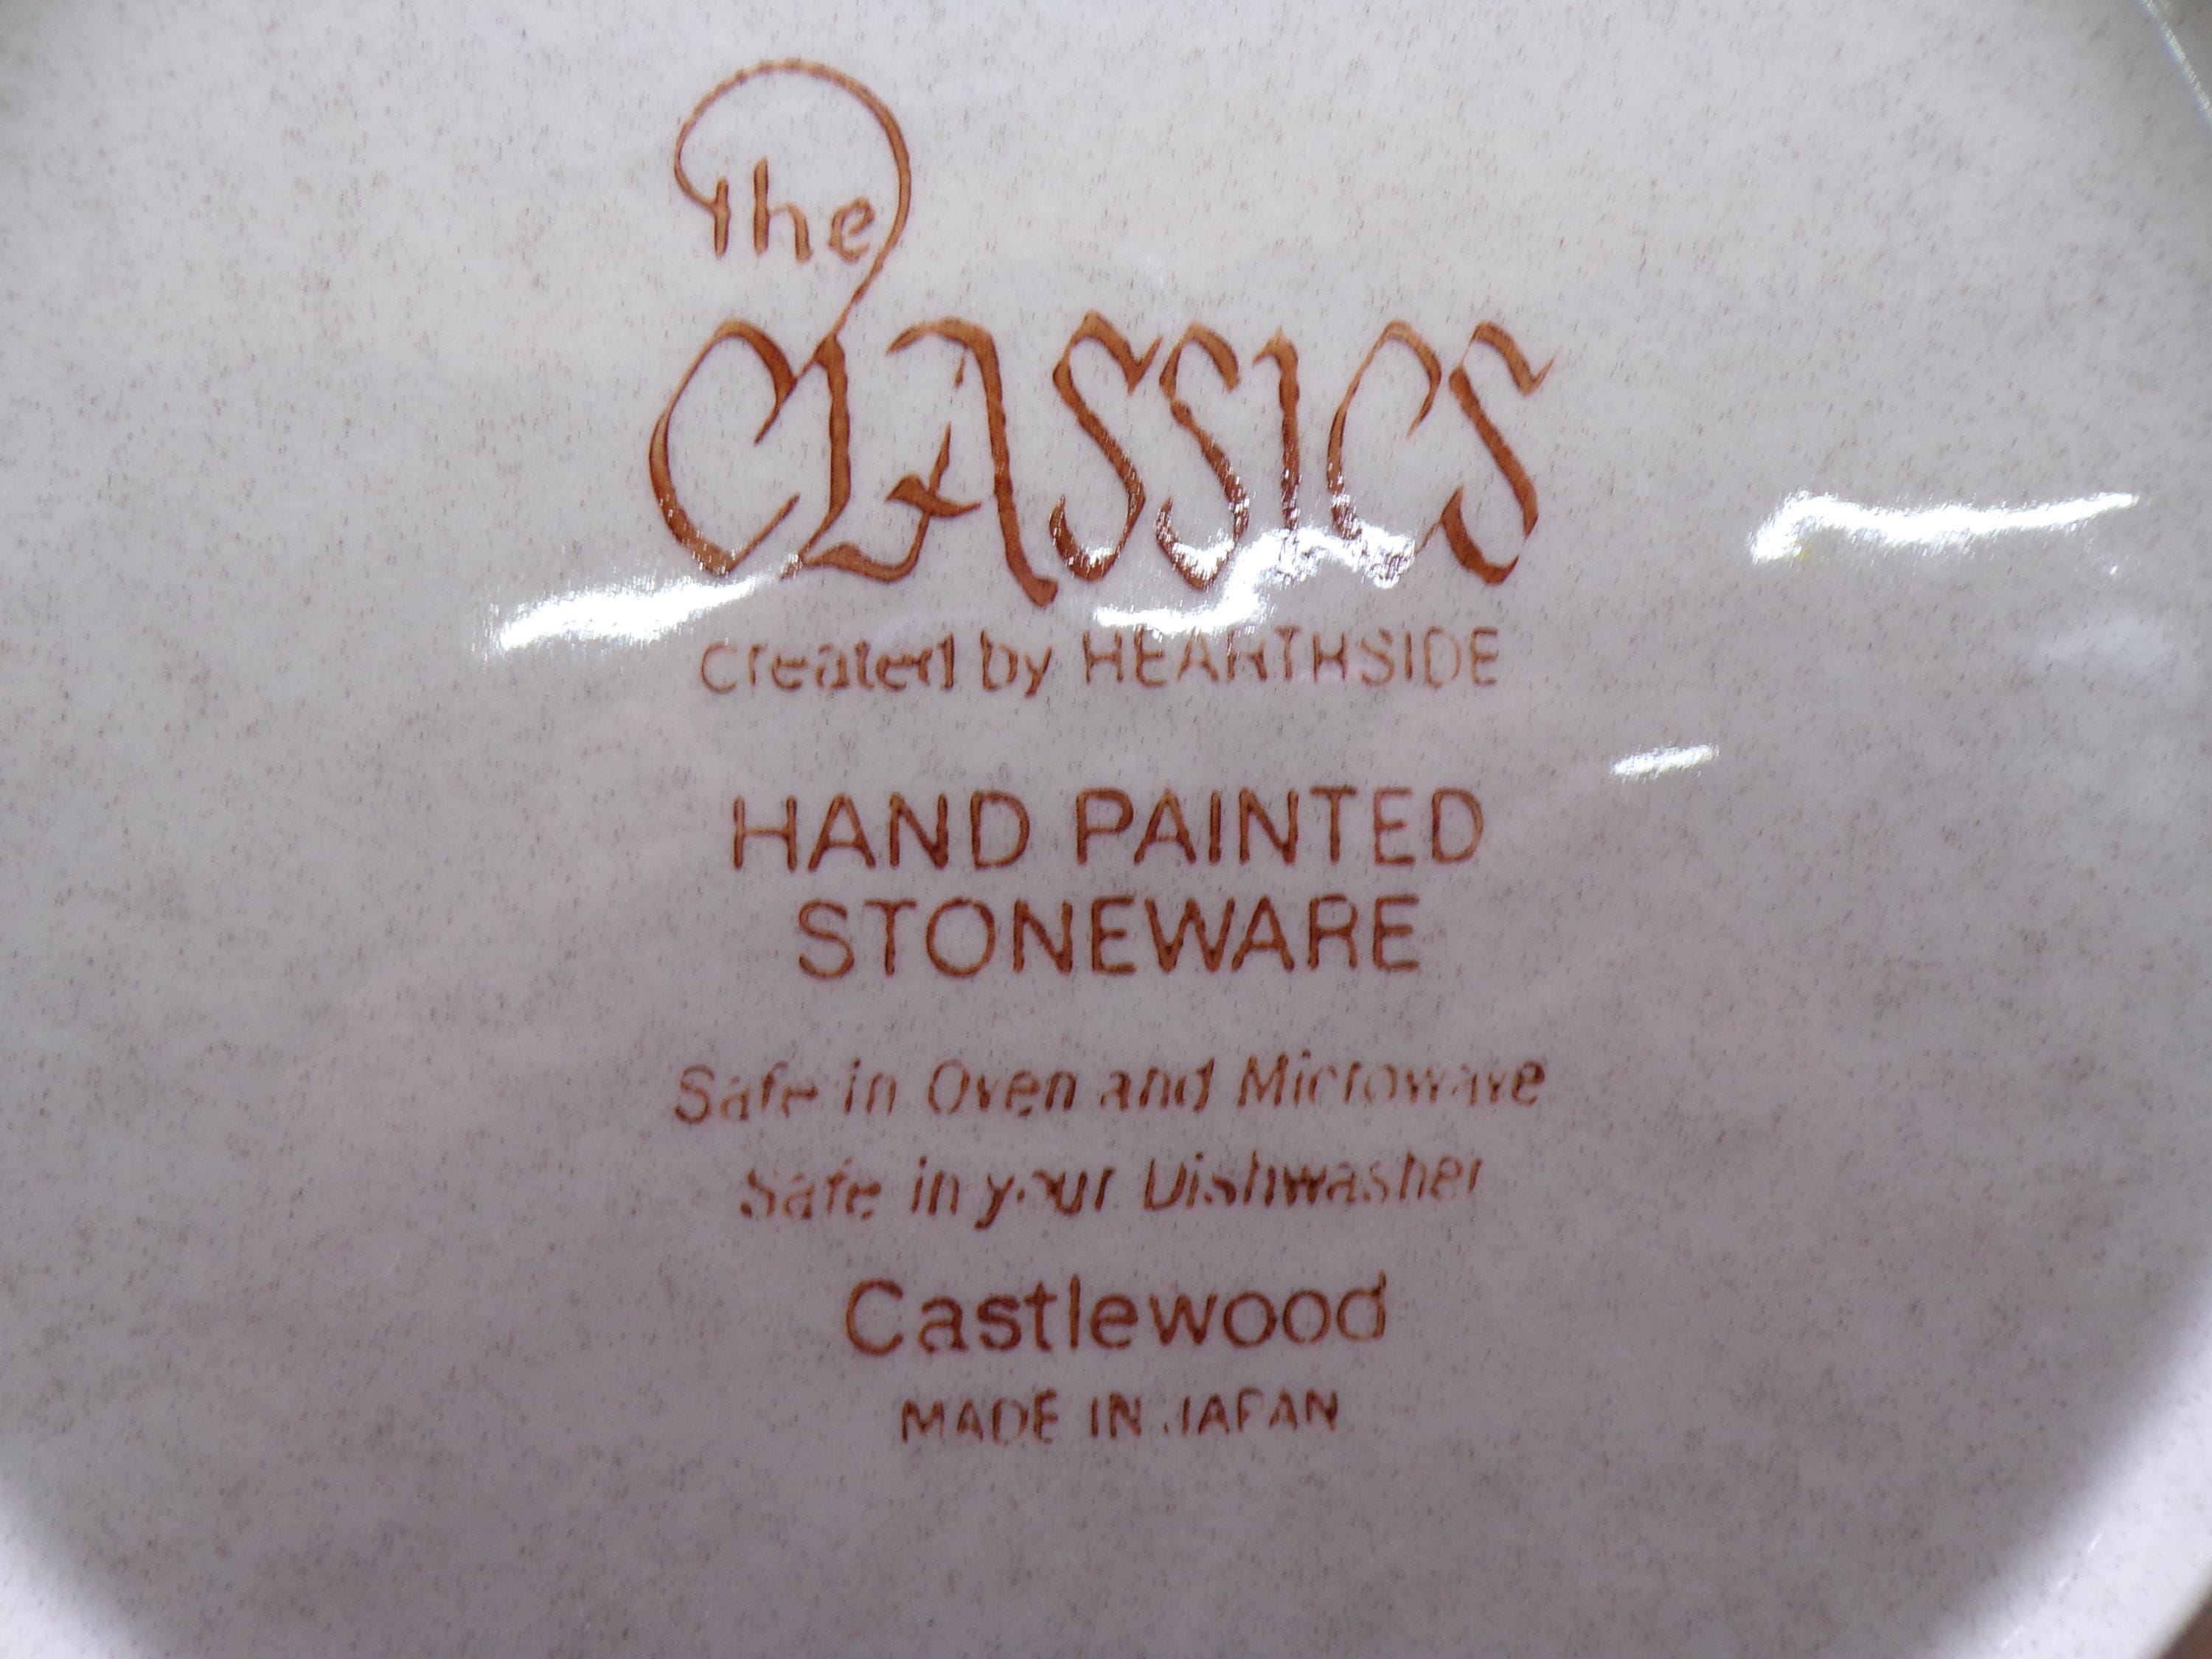 The
CLASSICS
Created by HEARTHSIDE
HAND PAINTED
STONEWARE
Safe in Oven and Microwave
Safe in your Dishwasher
Castlewood
MADE IN JAPAN